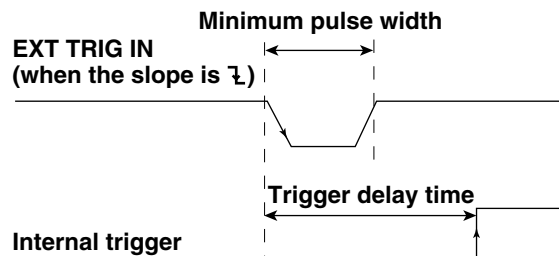 Minimum pulse width
EXT TRIG IN
(when the slope is )
Trigger delay time
Internal trigger